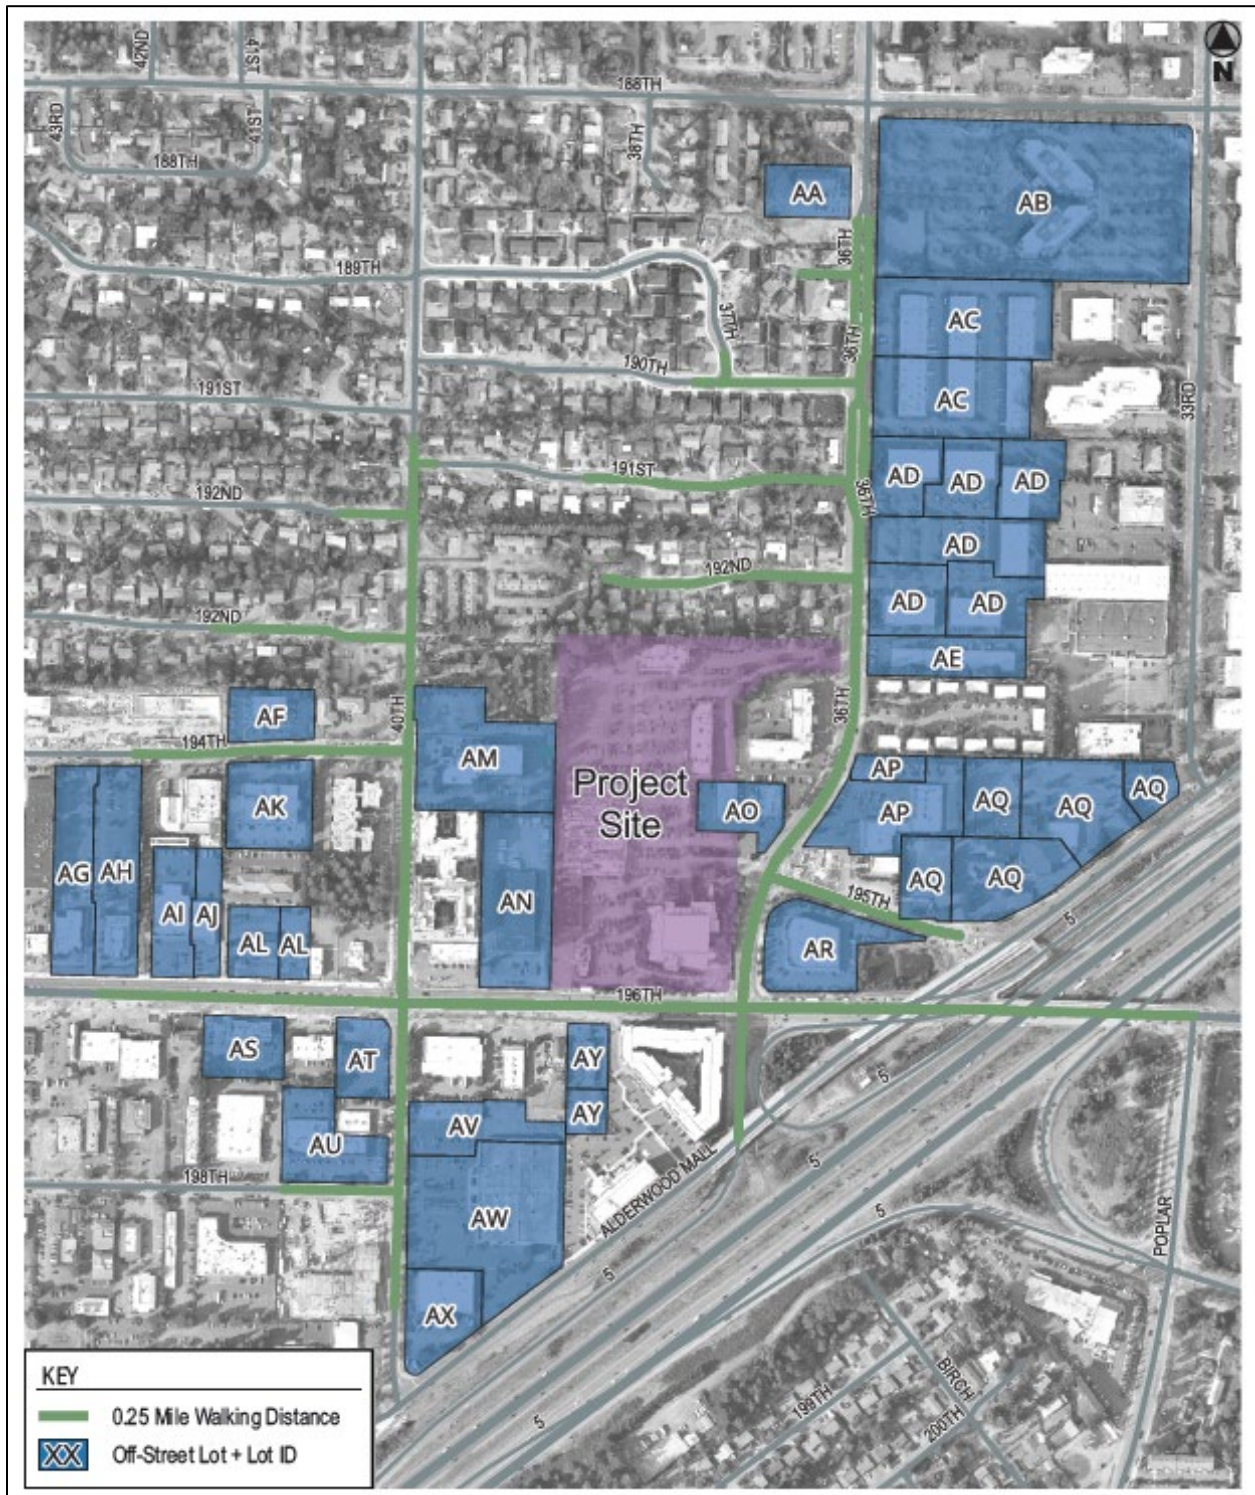 42ND
41ST
188TH
N
43RD
41ST
38TH
188TH
AA
AB
36TH
189TH
37TH
AC
36TH
190TH
191ST
AC
33RD
191ST
AD
AD
AD
192ND
36TH
AD
192ND
AD
AD
192ND
AE
36TH
AF
40TH
194TH
AM
Project
Site
AP
AQ
AQ
AQ
AK
AO
AP
AG
AH
AI
AJ
AN
AQ
AQ
195TH
AL
AL
AR
5
196TH
AS
AT
AY
5
AV
AY
AU
198TH
ALDERWOOD MALL
5
AW
5
POPLAR
5
AX
BIRCH
199TH
200TH
5
KEY
0.25 Mile Walking Distance
XX Off-Street Lot + Lot ID